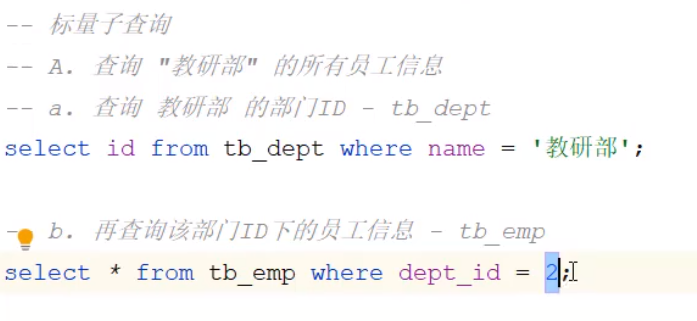 -- 标量子查询
-- A. 查询 "教研部" 的所有员工信息
-- a. 查询 教研部 的部门ID - tb_dept
select id from tb_dept where name = '教研部';
-- b. 再查询该部门ID下的员工信息 - tb_emp
select * from tb_emp where dept_id = 2;